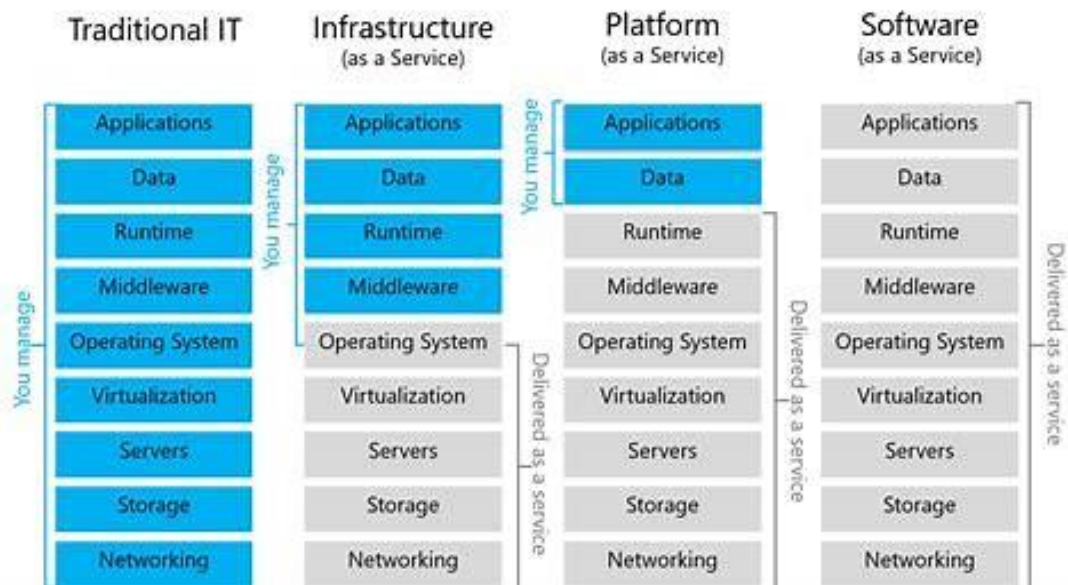 Traditional IT
Infrastructure
(as a Service)
Platform
(as a Service)
Software
(as a Service)
You manage
Applications
Data
Runtime
Middleware
Operating System
Virtualization
Servers
Storage
Networking
You manage
Applications
Data
Runtime
Middleware
Operating System
Virtualization
Servers
Storage
Networking
Delivered as a service
You manage
Applications
Data
Runtime
Middleware
Operating System
Virtualization
Servers
Storage
Networking
Delivered as a service
Applications
Data
Runtime
Middleware
Operating System
Virtualization
Servers
Storage
Networking
Delivered as a service